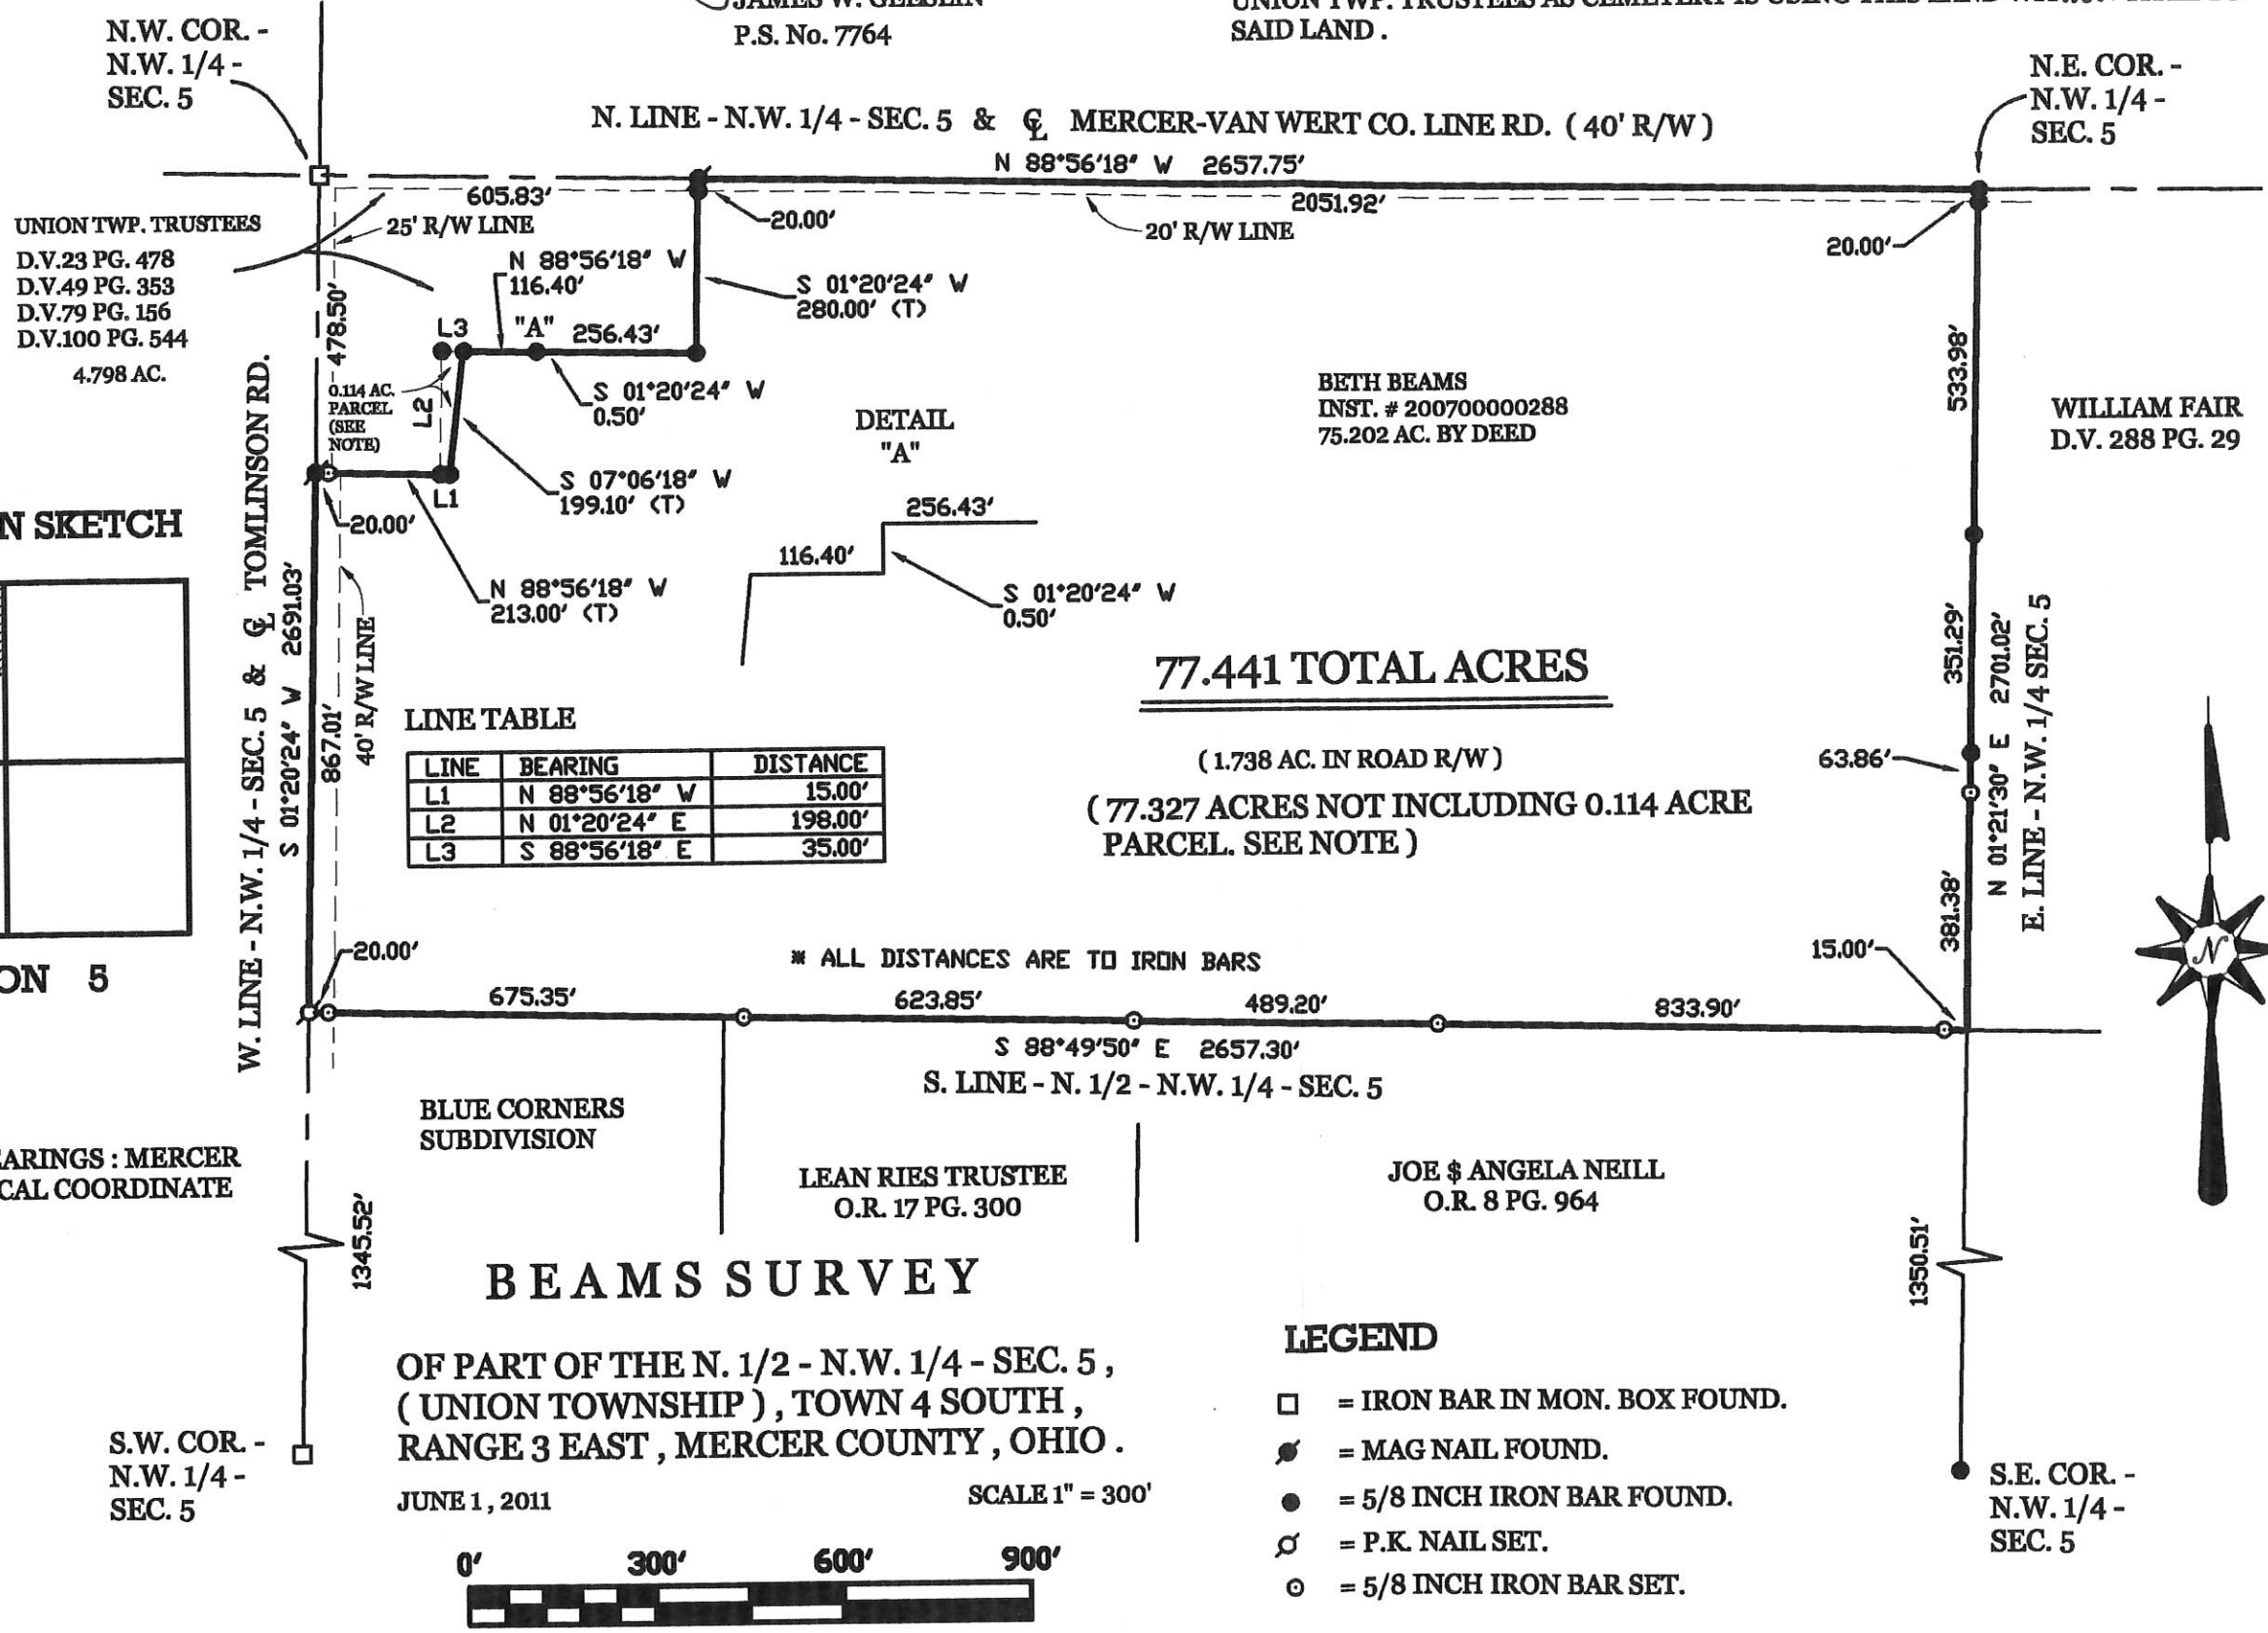 JAMES W. GEESLIN
P.S. No. 7764
UNION TWP. TRUSTEES AS CEMETERY IS USING THIS LAND
SAID LAND .
N.W. COR. -
N.W. 1/4 -
SEC. 5
N.E. COR. -
N.W. 1/4 -
SEC. 5
N. LINE - N.W. 1/4 - SEC. 5 & ℄ MERCER-VAN WERT CO. LINE RD. ( 40' R/W )
N 88°56'18" W 2657.75'
605.83'
2051.92'
20.00'
20' R/W LINE
20.00'
25' R/W LINE
UNION TWP. TRUSTEES
D.V.23 PG. 478
D.V.49 PG. 353
D.V.79 PG. 156
D.V.100 PG. 544
4.798 AC.
478.50'
N 88°56'18" W
116.40'
S 01°20'24" W
280.00' (T)
L3
"A"
256.43'
0.114 AC.
PARCEL
(SEE
NOTE)
L2
S 01°20'24" W
0.50'
L1
S 07°06'18" W
199.10' (T)
20.00'
N 88°56'18" W
213.00' (T)
DETAIL
"A"
256.43'
116.40'
S 01°20'24" W
0.50'
BETH BEAMS
INST. # 200700000288
75.202 AC. BY DEED
533.98'
WILLIAM FAIR
D.V. 288 PG. 29
N SKETCH
ON 5
W. LINE - N.W. 1/4 - SEC. 5 & ℄ TOMLINSON RD.
S 01°20'24" W 2691.03'
867.01'
40' R/W LINE
77.441 TOTAL ACRES
( 1.738 AC. IN ROAD R/W )
( 77.327 ACRES NOT INCLUDING 0.114 ACRE
PARCEL. SEE NOTE )
LINE TABLE
LINE BEARING DISTANCE
L1 N 88°56'18" W 15.00'
L2 N 01°20'24" E 198.00'
L3 S 88°56'18" E 35.00'
351.29'
63.86'
381.38'
N 01°21'30" E 2701.02'
E. LINE - N.W. 1/4 SEC. 5
15.00'
N
20.00'
* ALL DISTANCES ARE TO IRON BARS
675.35'
623.85'
489.20'
833.90'
S 88°49'50" E 2657.30'
S. LINE - N. 1/2 - N.W. 1/4 - SEC. 5
BLUE CORNERS
SUBDIVISION
LEAN RIES TRUSTEE
O.R. 17 PG. 300
JOE $ ANGELA NEILL
O.R. 8 PG. 964
EARINGS : MERCER
CAL COORDINATE
1345.52'
1350.51'
BEAMS SURVEY
OF PART OF THE N. 1/2 - N.W. 1/4 - SEC. 5 ,
( UNION TOWNSHIP ) , TOWN 4 SOUTH ,
RANGE 3 EAST , MERCER COUNTY , OHIO .
JUNE 1 , 2011
SCALE 1" = 300'
0' 300' 600' 900'
S.W. COR. -
N.W. 1/4 -
SEC. 5
LEGEND
= IRON BAR IN MON. BOX FOUND.
= MAG NAIL FOUND.
= 5/8 INCH IRON BAR FOUND.
= P.K. NAIL SET.
= 5/8 INCH IRON BAR SET.
S.E. COR. -
N.W. 1/4 -
SEC. 5